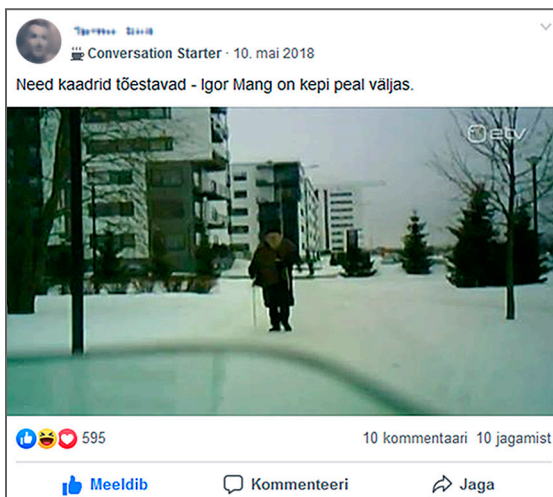 Conversation Starter · 10. mai 2018
Need kaadrid tõestavad - Igor Mang on kepi peal väljas.
etv
595
10 kommentaari 10 jagamist
Meeldib
Kommenteeri
Jaga